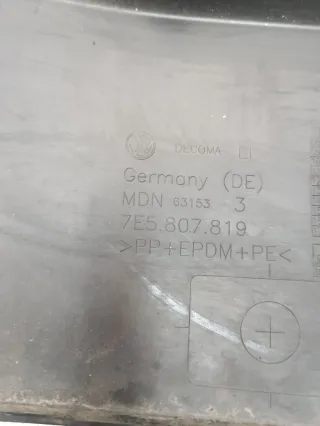 DECOMA
Germany (DE)
MDN 63153 3
7E5.807.819
>PP+EPDM+PE<